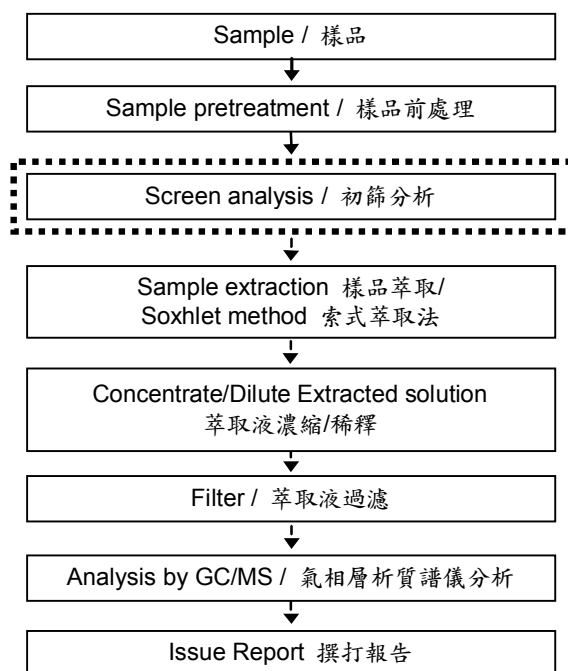 Sample / 樣品
Sample pretreatment / 樣品前處理
Screen analysis / 初篩分析
Sample extraction 樣品萃取/
Soxhlet method 索式萃取法
Concentrate/Dilute Extracted solution
萃取液濃縮/稀釋
Filter / 萃取液過濾
Analysis by GC/MS / 氣相層析質譜儀分析
Issue Report 撰打報告